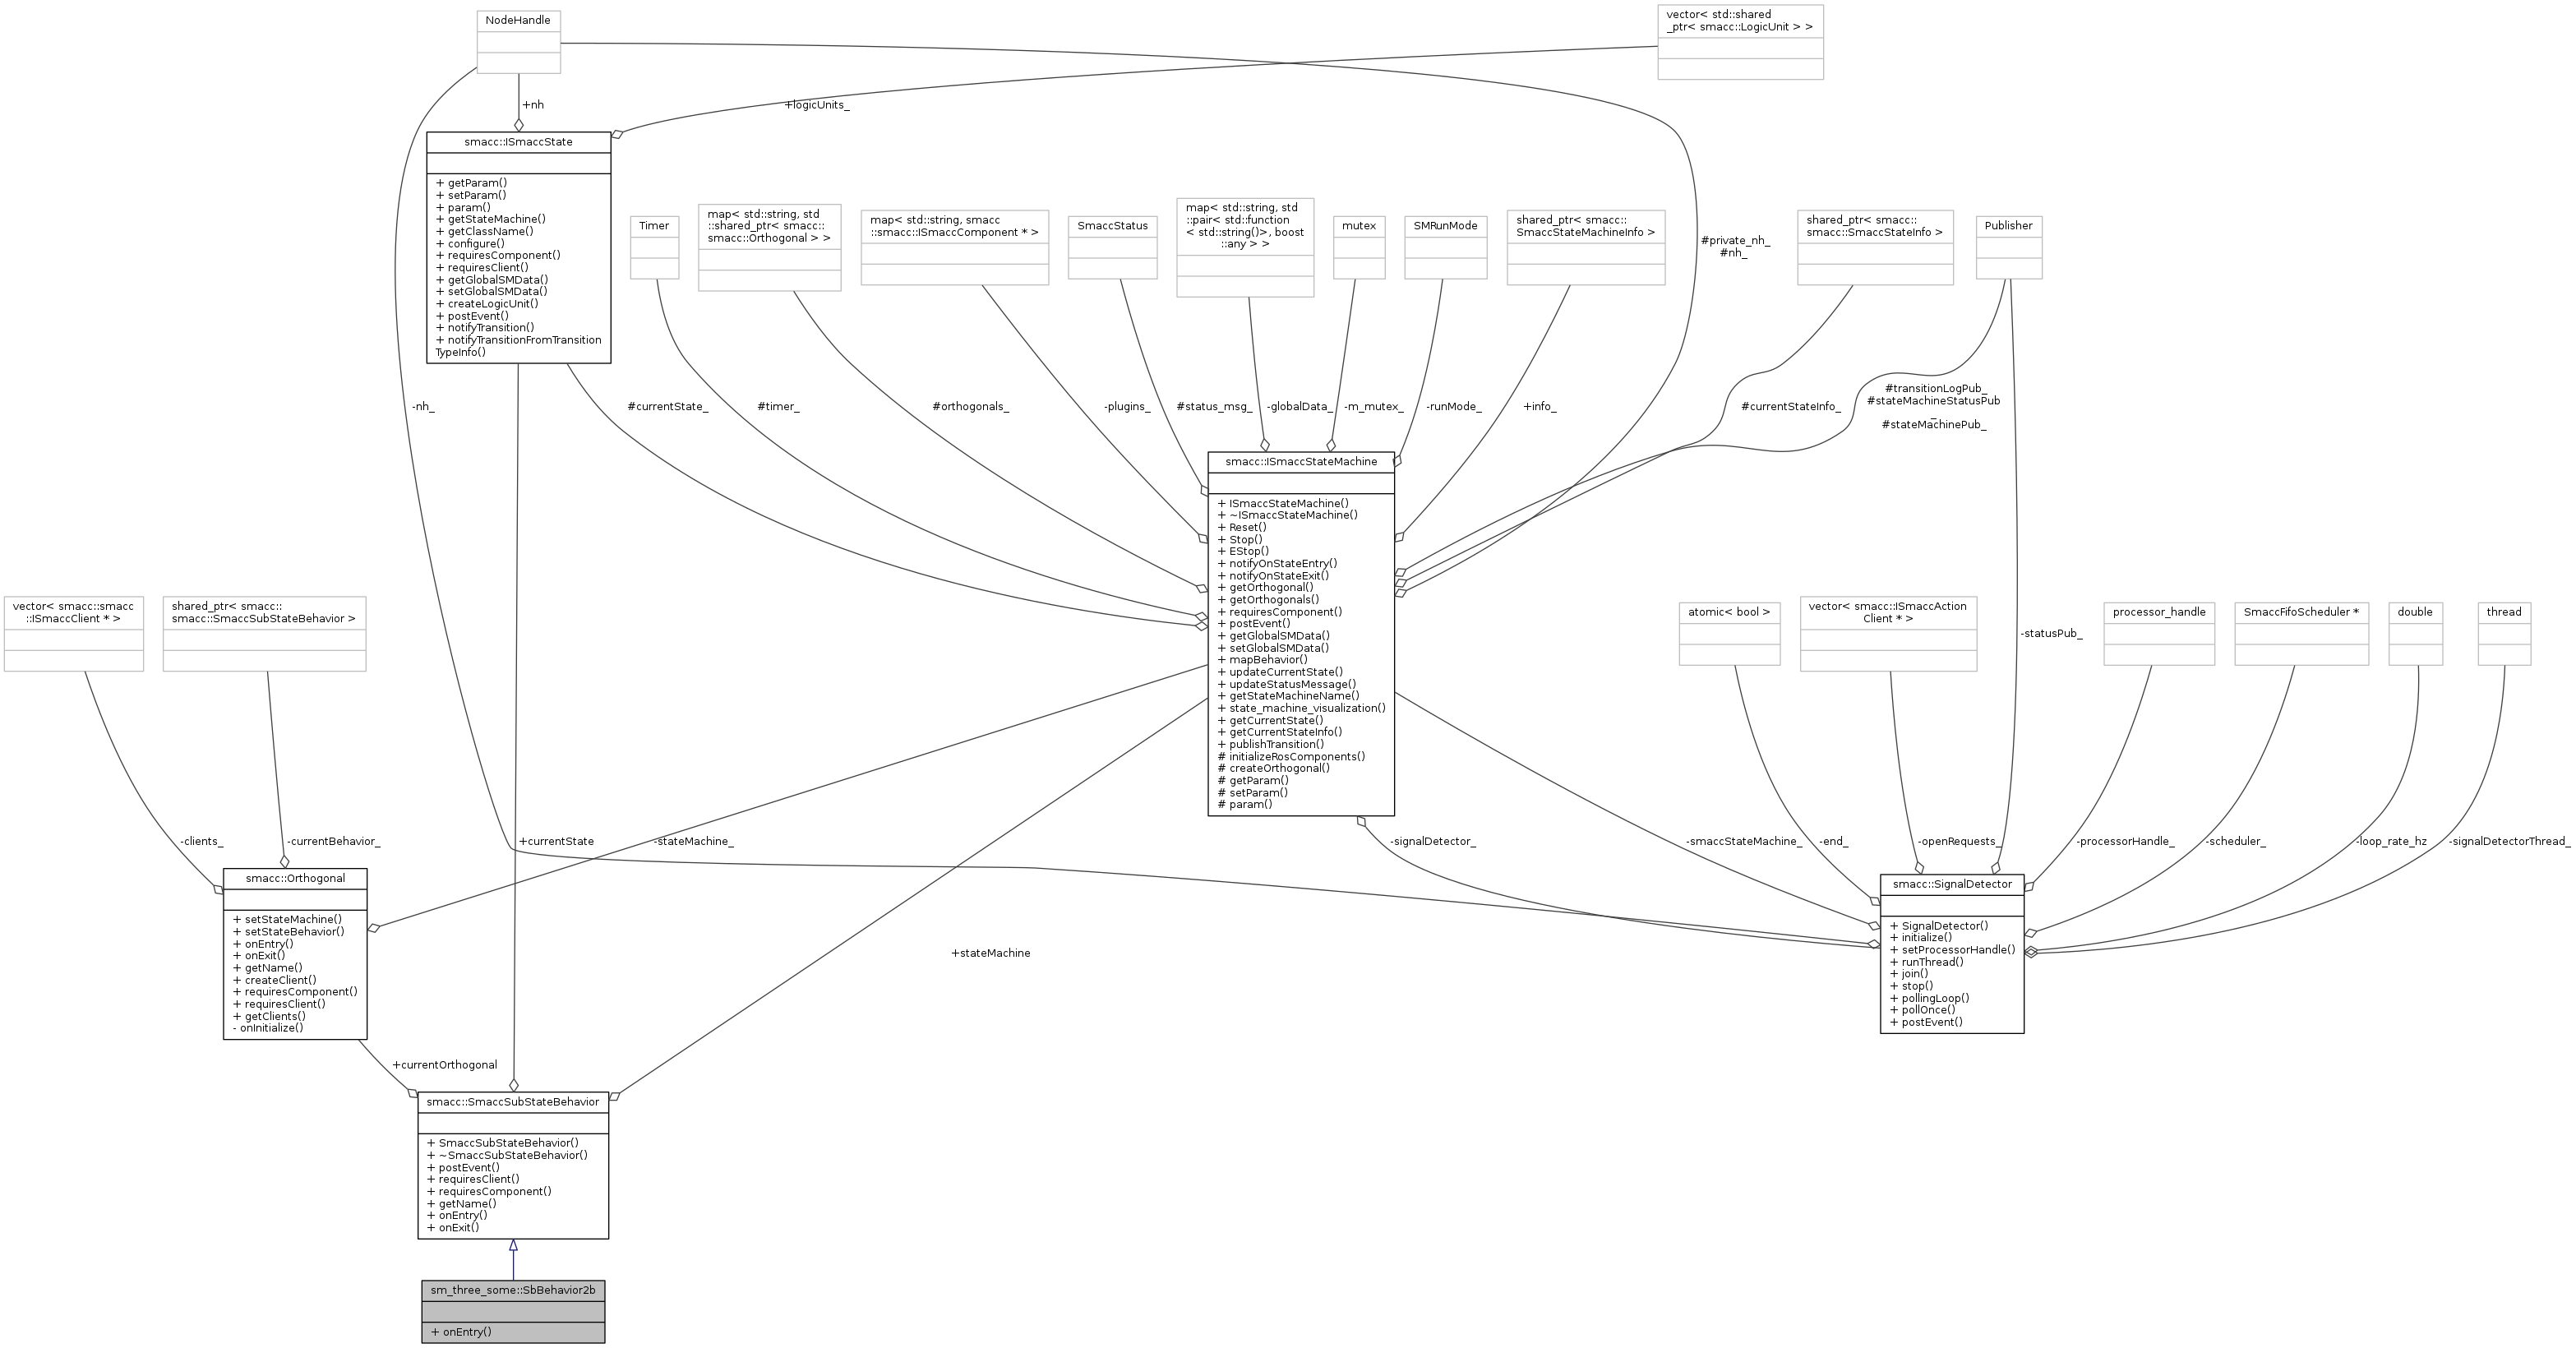 NodeHandle
vector< std::shared
_ptr< smacc::LogicUnit > >
+nh
+logicUnits_
smacc::ISmaccState
+ getParam()
+ setParam()
+ param()
+ getStateMachine()
+ getClassName()
+ configure()
+ requiresComponent()
+ requiresClient()
+ getGlobalSMData()
+ setGlobalSMData()
+ createLogicUnit()
+ postEvent()
+ notifyTransition()
+ notifyTransitionFromTransition
TypeInfo()
Timer
map< std::string, std
::shared_ptr< smacc::
smacc::Orthogonal > >
map< std::string, smacc
::smacc::ISmaccComponent * >
SmaccStatus
map< std::string, std
::pair< std::function
< std::string()>, boost
::any > >
mutex
SMRunMode
shared_ptr< smacc::
SmaccStateMachineInfo >
#private_nh_
#nh_
shared_ptr< smacc::
smacc::SmaccStateInfo >
Publisher
-nh_
#currentState_
#timer_
#orthogonals_
-plugins_
#status_msg_
-globalData_
-m_mutex_
-runMode_
+info_
#currentStateInfo_
#transitionLogPub_
#stateMachineStatusPub
_
#stateMachinePub_
smacc::ISmaccStateMachine
+ ISmaccStateMachine()
+ ~ISmaccStateMachine()
+ Reset()
+ Stop()
+ EStop()
+ notifyOnStateEntry()
+ notifyOnStateExit()
+ getOrthogonal()
+ getOrthogonals()
+ requiresComponent()
+ postEvent()
+ getGlobalSMData()
+ setGlobalSMData()
+ mapBehavior()
+ updateCurrentState()
+ updateStatusMessage()
+ getStateMachineName()
+ state_machine_visualization()
+ getCurrentState()
+ getCurrentStateInfo()
+ publishTransition()
# initializeRosComponents()
# createOrthogonal()
# getParam()
# setParam()
# param()
vector< smacc::smacc
::ISmaccClient * >
shared_ptr< smacc::
smacc::SmaccSubStateBehavior >
atomic< bool >
vector< smacc::ISmaccAction
Client * >
-statusPub_
processor_handle
SmaccFifoScheduler *
double
thread
-clients_
-currentBehavior_
+currentState
-stateMachine_
-signalDetector_
-smaccStateMachine_
-end_
-openRequests_
-processorHandle_
-scheduler_
-loop_rate_hz
-signalDetectorThread_
smacc::Orthogonal
+ setStateMachine()
+ setStateBehavior()
+ onEntry()
+ onExit()
+ getName()
+ createClient()
+ requiresComponent()
+ requiresClient()
+ getClients()
- onInitialize()
smacc::SignalDetector
+ SignalDetector()
+ initialize()
+ setProcessorHandle()
+ runThread()
+ join()
+ stop()
+ pollingLoop()
+ pollOnce()
+ postEvent()
+stateMachine
+currentOrthogonal
smacc::SmaccSubStateBehavior
+ SmaccSubStateBehavior()
+ ~SmaccSubStateBehavior()
+ postEvent()
+ requiresClient()
+ requiresComponent()
+ getName()
+ onEntry()
+ onExit()
sm_three_some::SbBehavior2b
+ onEntry()